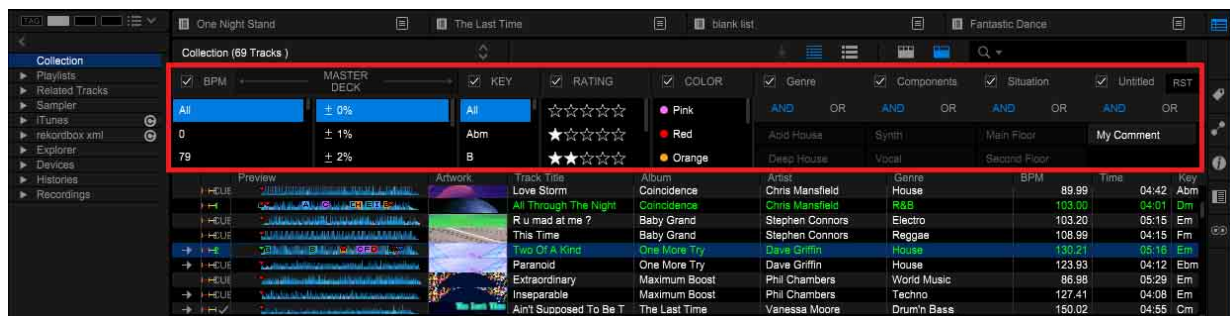 TAG
One Night Stand
The Last Time
blank list
Fantastic Dance
Collection (69 Tracks )
Collection
Playlists
Related Tracks
Sampler
iTunes
rekordbox xml
Explorer
Devices
Histories
Recordings
BPM MASTER DECK KEY RATING COLOR Genre Components Situation Untitled RST
All ± 0% All Pink AND OR AND OR AND OR AND OR
0 ± 1% Abm Red Acid House Synth Main Floor My Comment
79 ± 2% B Orange Deep House Vocal Second Floor
Preview Artwork Track Title Album Artist Genre BPM Time Key
CUE Love Storm Coincidence Chris Mansfield House 89.99 04:42 Abm
All Through The Night Coincidence Chris Mansfield R&B 103.00 04:01 Dm
CUE R u mad at me ? Baby Grand Stephen Connors Electro 103.20 05:15 Em
CUE This Time Baby Grand Stephen Connors Reggae 108.99 04:15 Fm
Two Of A Kind One More Try Dave Griffin House 130.21 05:16 Em
CUE Paranoid One More Try Dave Griffin House 123.93 04:12 Ebm
CUE Extraordinary Maximum Boost Phil Chambers World Music 86.98 05:29 Em
CUE Inseparable Maximum Boost Phil Chambers Techno 127.41 04:08 Em
The Last Time Ain't Supposed To Be T The Last Time Vanessa Moore Drum'n Bass 150.02 04:55 Cm